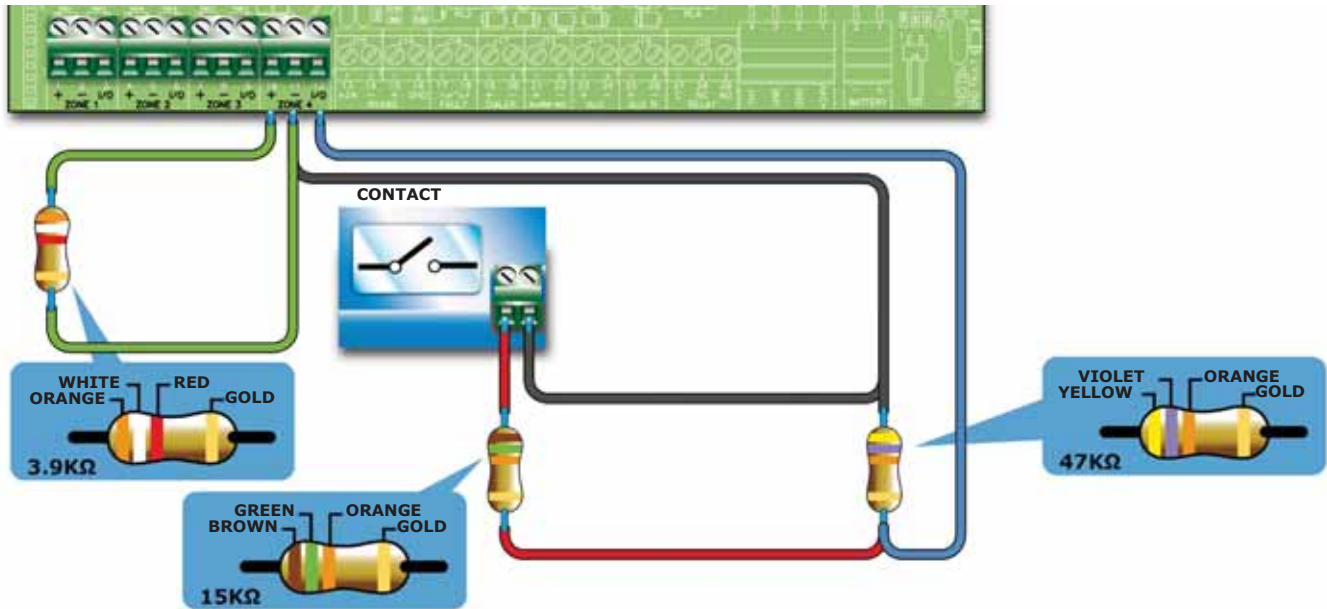 + − I/O + − I/O + − I/O + − I/O
ZONE 1 ZONE 2 ZONE 3 ZONE 4
BATTERY
CONTACT
WHITE RED
ORANGE GOLD
3.9KΩ
VIOLET ORANGE
YELLOW GOLD
47KΩ
GREEN ORANGE
BROWN GOLD
15KΩ